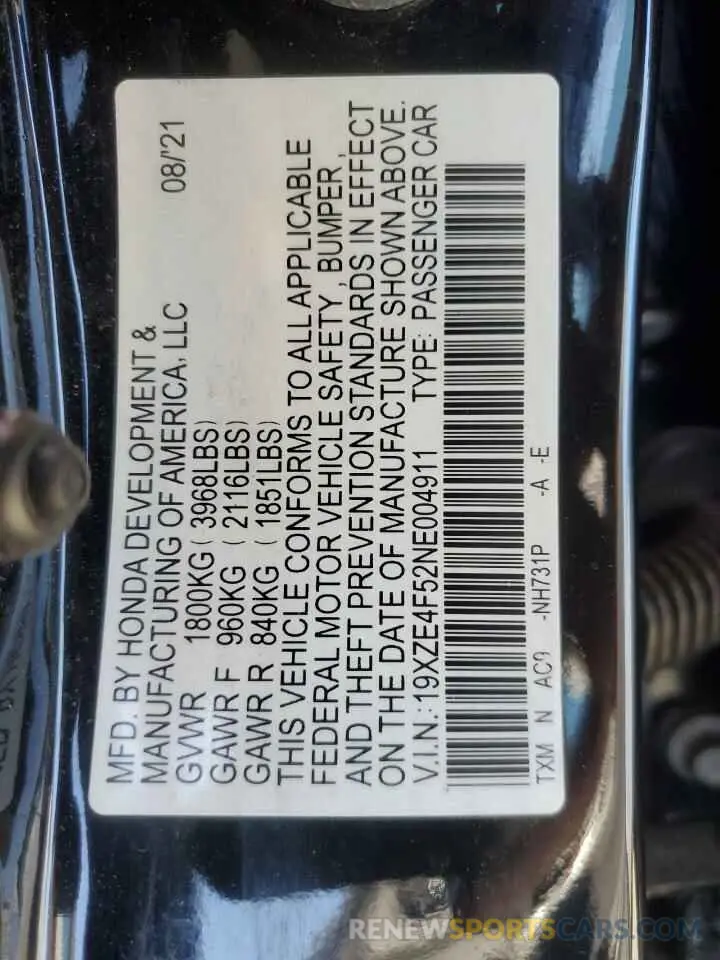 MFD. BY HONDA DEVELOPMENT &
MANUFACTURING OF AMERICA, LLC 08/'21
GVWR 1800KG ( 3968LBS)
GAWR F 960KG ( 2116LBS)
GAWR R 840KG ( 1851LBS)
THIS VEHICLE CONFORMS TO ALL APPLICABLE
FEDERAL MOTOR VEHICLE SAFETY , BUMPER ,
AND THEFT PREVENTION STANDARDS IN EFFECT
ON THE DATE OF MANUFACTURE SHOWN ABOVE.
V.I.N.: 19XZE4F52NE004911 TYPE: PASSENGER CAR
TXM N -NH731P -A -E
RENEWSPORTSCARS.COM